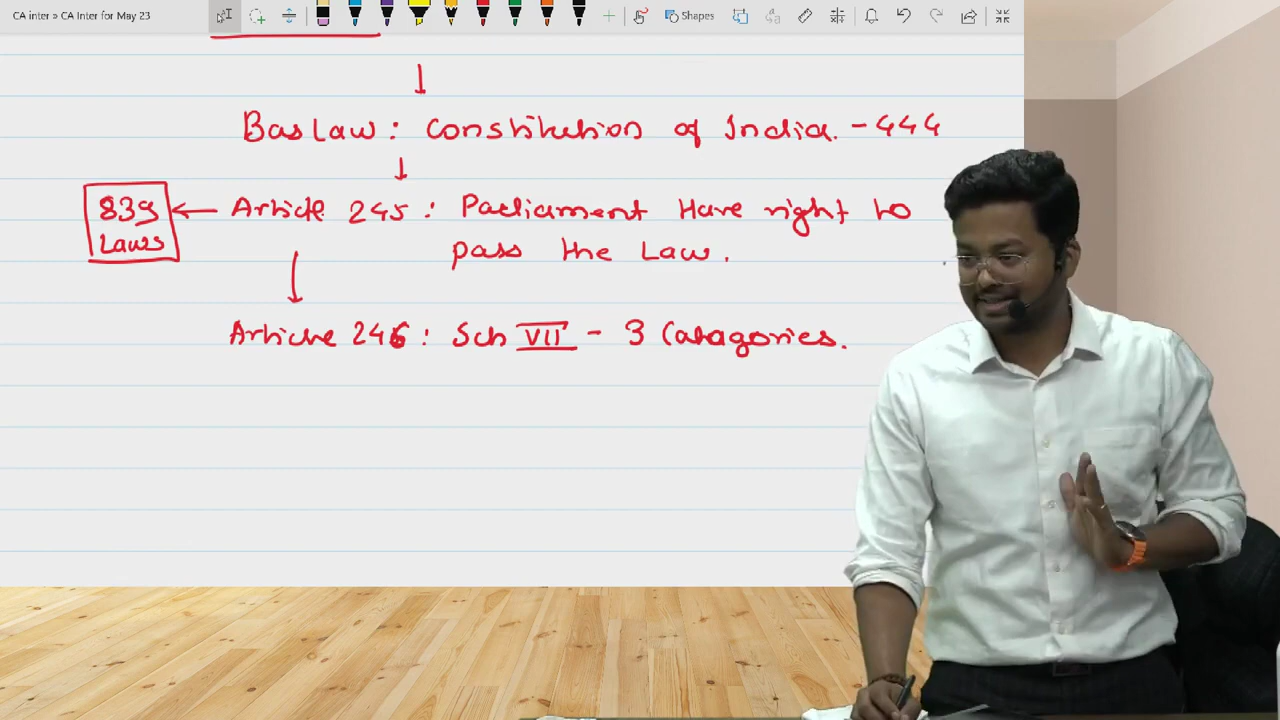 CA inter » CA Inter for May 23
Shapes
Bas Law : Constitution of India. - 444
839 Laws ← Article 245 : Parliament Have right to
pass the Law.
Article 246 : Sch VII - 3 Catagories.